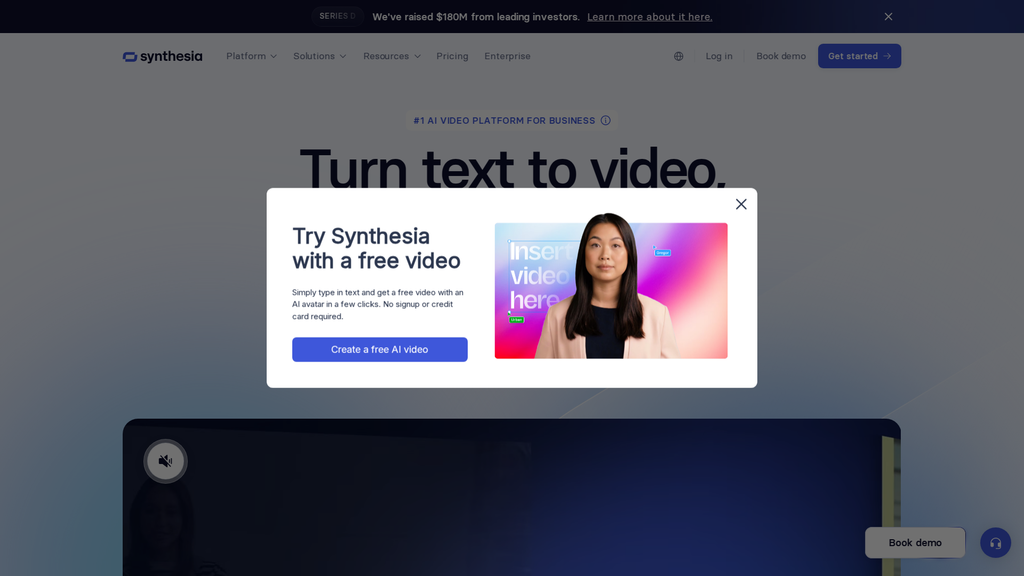 SERIES D We've raised $180M from leading investors. Learn more about it here.
synthesia Platform Solutions Resources Pricing Enterprise Log in Book demo Get started
#1 AI VIDEO PLATFORM FOR BUSINESS
Turn text to video,
Try Synthesia
with a free video
Simply type in text and get a free video with an
AI avatar in a few clicks. No signup or credit
card required.
Create a free AI video
Insert
video
here
Book demo